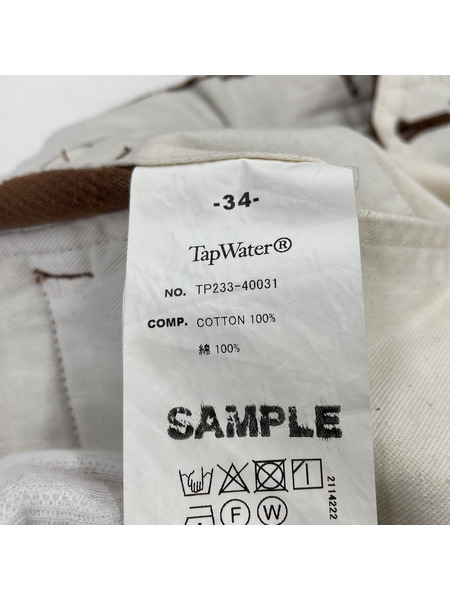 -34-
TapWater®
NO. TP233-40031
COMP. COTTON 100%
綿 100%
SAMPLE
F W
2114222